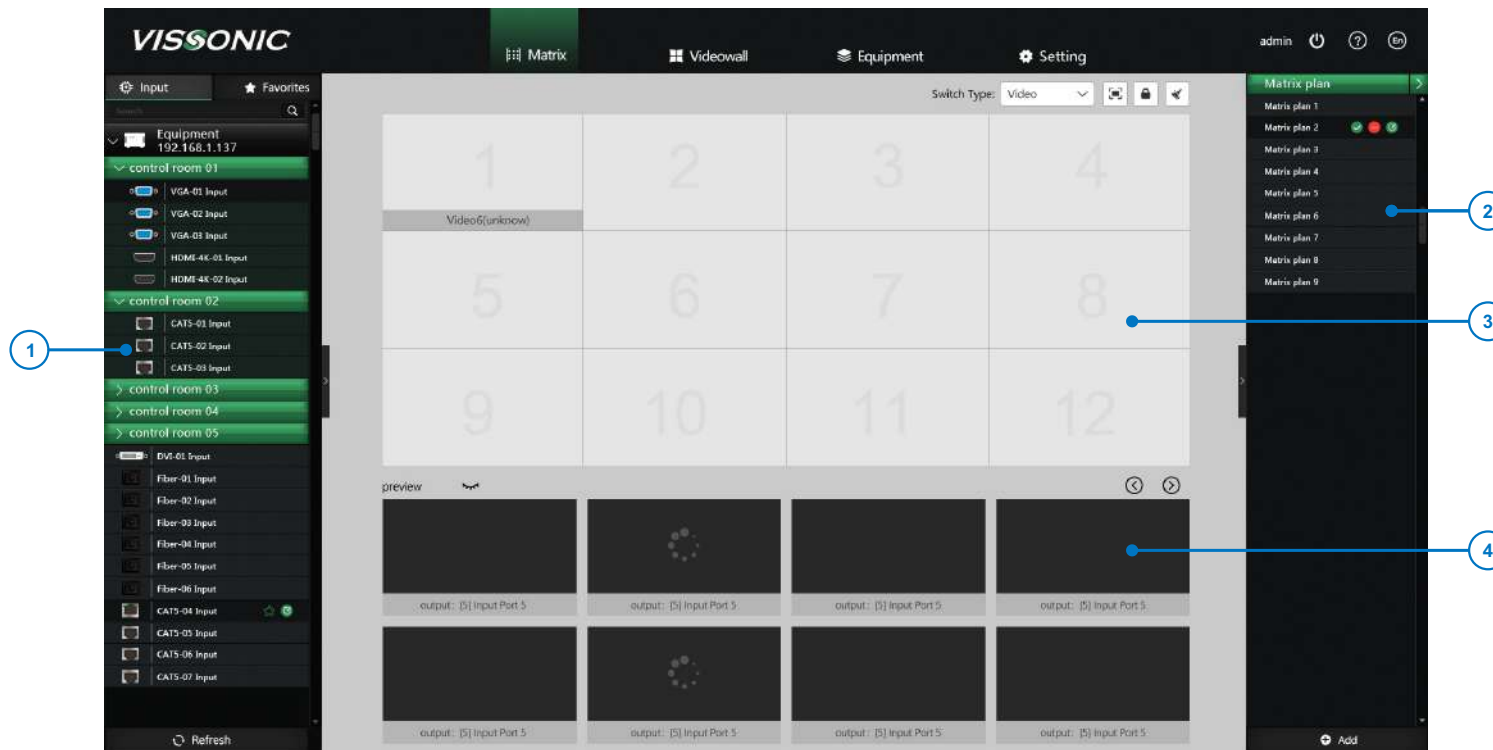 VISSONIC
Matrix
Videowall
Equipment
Setting
admin
En
Input
Favorites
Search
Equipment
192.168.1.137
control room 01
VGA-01 Input
VGA-02 Input
VGA-03 Input
HDMI-4K-01 Input
HDMI-4K-02 Input
control room 02
CAT5-01 Input
CAT5-02 Input
CAT5-03 Input
control room 03
control room 04
control room 05
DVI-01 Input
Fiber-01 Input
Fiber-02 Input
Fiber-03 Input
Fiber-04 Input
Fiber-05 Input
Fiber-06 Input
CAT5-04 Input
CAT5-05 Input
CAT5-06 Input
CAT5-07 Input
Refresh
1
Switch Type: Video
1 2 3 4
Video6(unknow)
5 6 7 8
9 10 11 12
preview
output: [5] Input Port 5
output: [5] Input Port 5
output: [5] Input Port 5
output: [5] Input Port 5
output: [5] Input Port 5
output: [5] Input Port 5
output: [5] Input Port 5
output: [5] Input Port 5
Matrix plan
Matrix plan 1
Matrix plan 2
Matrix plan 3
Matrix plan 4
Matrix plan 5
Matrix plan 6
Matrix plan 7
Matrix plan 8
Matrix plan 9
Add
2
3
4